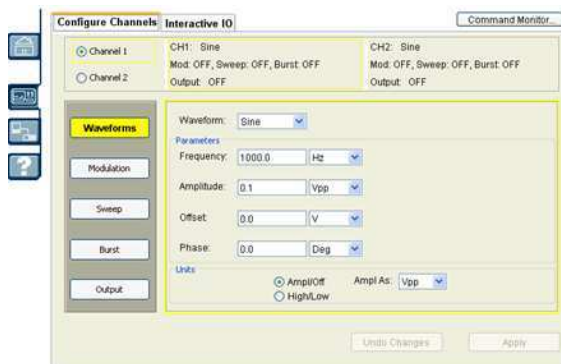 Configure Channels Interactive IO Command Monitor...
Channel 1
Channel 2
CH1: Sine
Mod: OFF, Sweep: OFF, Burst: OFF
Output: OFF
CH2: Sine
Mod: OFF, Sweep: OFF, Burst: OFF
Output: OFF
Waveforms
Modulation
Sweep
Burst
Output
Waveform: Sine
Parameters
Frequency: 1000.0 Hz
Amplitude: 0.1 Vpp
Offset: 0.0 V
Phase: 0.0 Deg
Units
Ampl/Off Ampl As: Vpp
High/Low
Undo Changes Apply